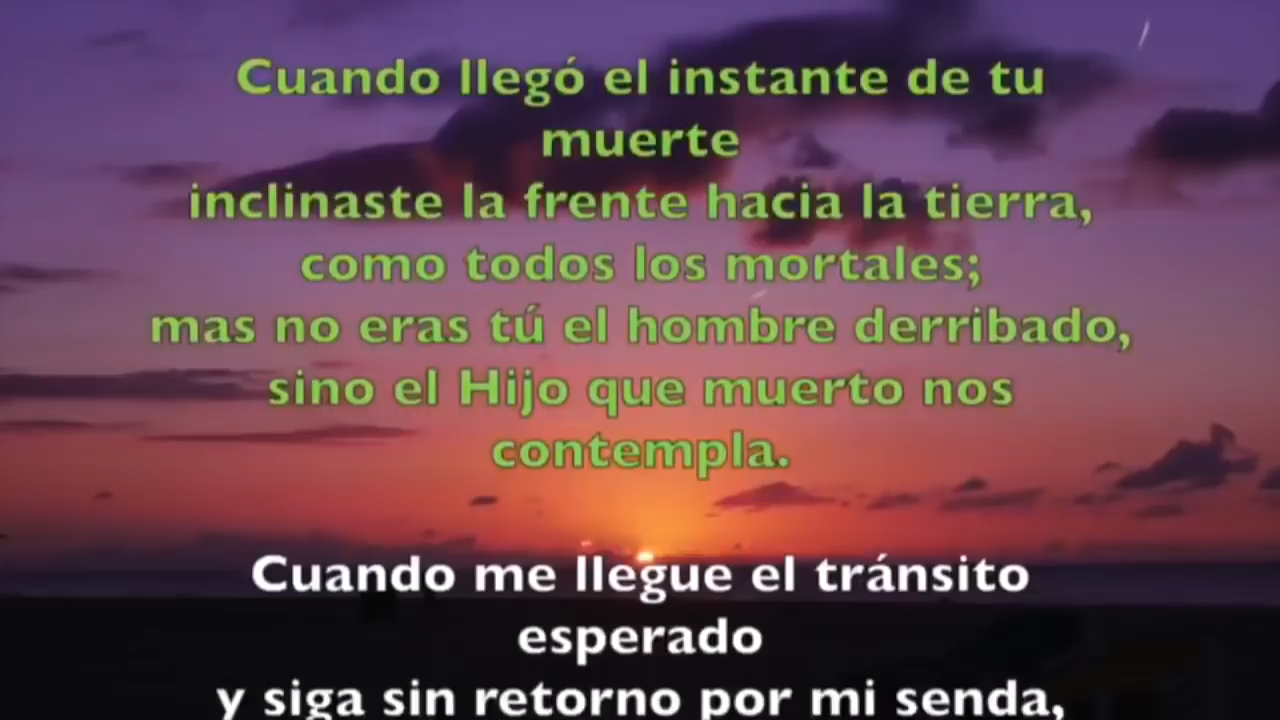 Cuando llegó el instante de tu
muerte
inclinaste la frente hacia la tierra,
como todos los mortales;
mas no eras tú el hombre derribado,
sino el Hijo que muerto nos
contempla.
Cuando me llegue el tránsito
esperado
y siga sin retorno por mi senda,